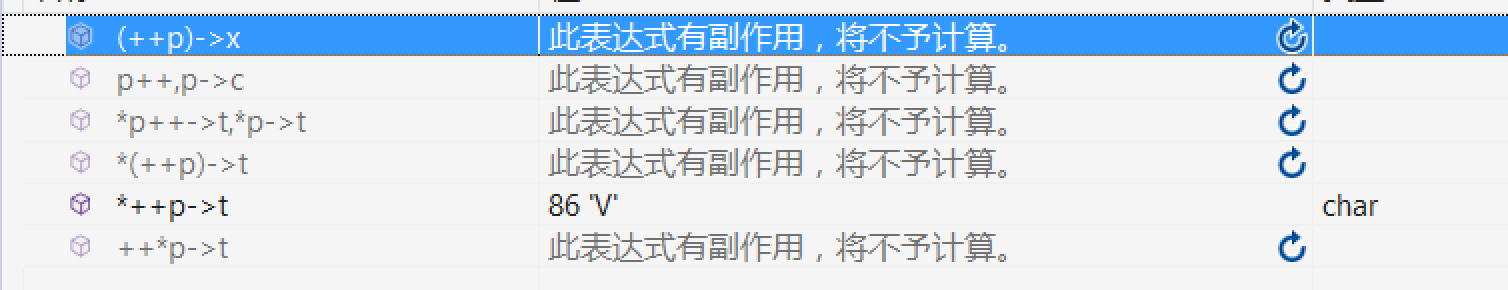 (++p)->x 此表达式有副作用，将不予计算。
p++,p->c 此表达式有副作用，将不予计算。
*p++->t,*p->t 此表达式有副作用，将不予计算。
*(++p)->t 此表达式有副作用，将不予计算。
*++p->t 86 'V' char
++*p->t 此表达式有副作用，将不予计算。